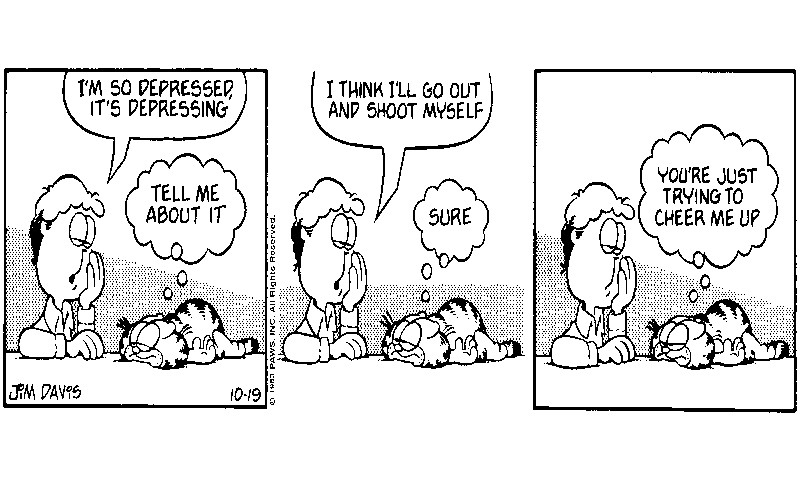 I'M SO DEPRESSED,
IT'S DEPRESSING
TELL ME
ABOUT IT
JIM DAVIS
10-19
I THINK I'LL GO OUT
AND SHOOT MYSELF
SURE
YOU'RE JUST
TRYING TO
CHEER ME UP
PAWS, INC. All Rights Reserved.